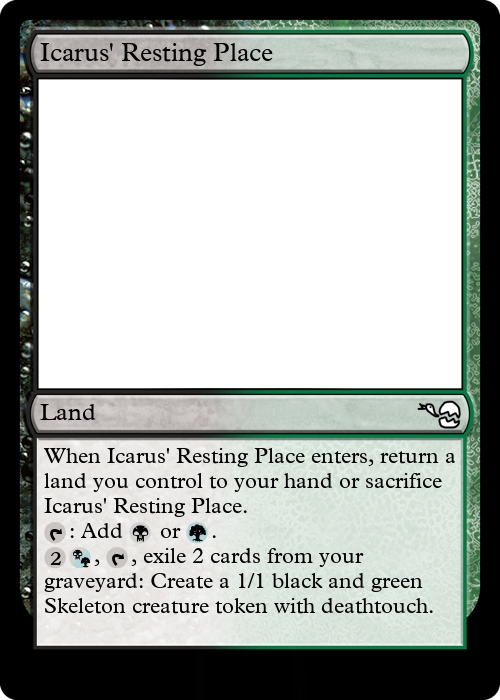 Icarus' Resting Place
Land
When Icarus' Resting Place enters, return a
land you control to your hand or sacrifice
Icarus' Resting Place.
: Add or .
2 , , exile 2 cards from your
graveyard: Create a 1/1 black and green
Skeleton creature token with deathtouch.